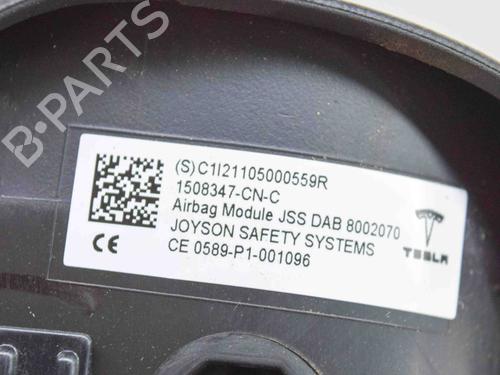 B-PARTS
(S) C1I21105000559R
1508347-CN-C
Airbag Module JSS DAB 8002070
JOYSON SAFETY SYSTEMS
CE 0589-P1-001096
CE
TESLA